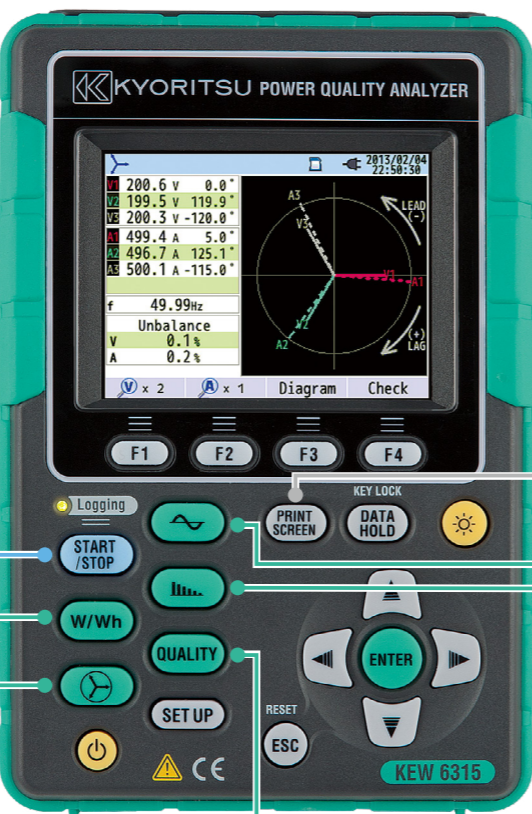 KYORITSU POWER QUALITY ANALYZER
2013/02/04
22:50:30
V1 200.6 V 0.0°
V2 199.5 V 119.9°
V3 200.3 V -120.0°
A1 499.4 A 5.0°
A2 496.7 A 125.1°
A3 500.1 A -115.0°
f 49.99Hz
Unbalance
V 0.1%
A 0.2%
A3
V3
LEAD
(-)
V1
A1
V2
A2
(+)
LAG
V x 2 A x 1 Diagram Check
F1 F2 F3 F4
Logging
KEY LOCK
PRINT
SCREEN
DATA
HOLD
START
/STOP
W/Wh
QUALITY
ENTER
SET UP
RESET
ESC
CE
KEW 6315